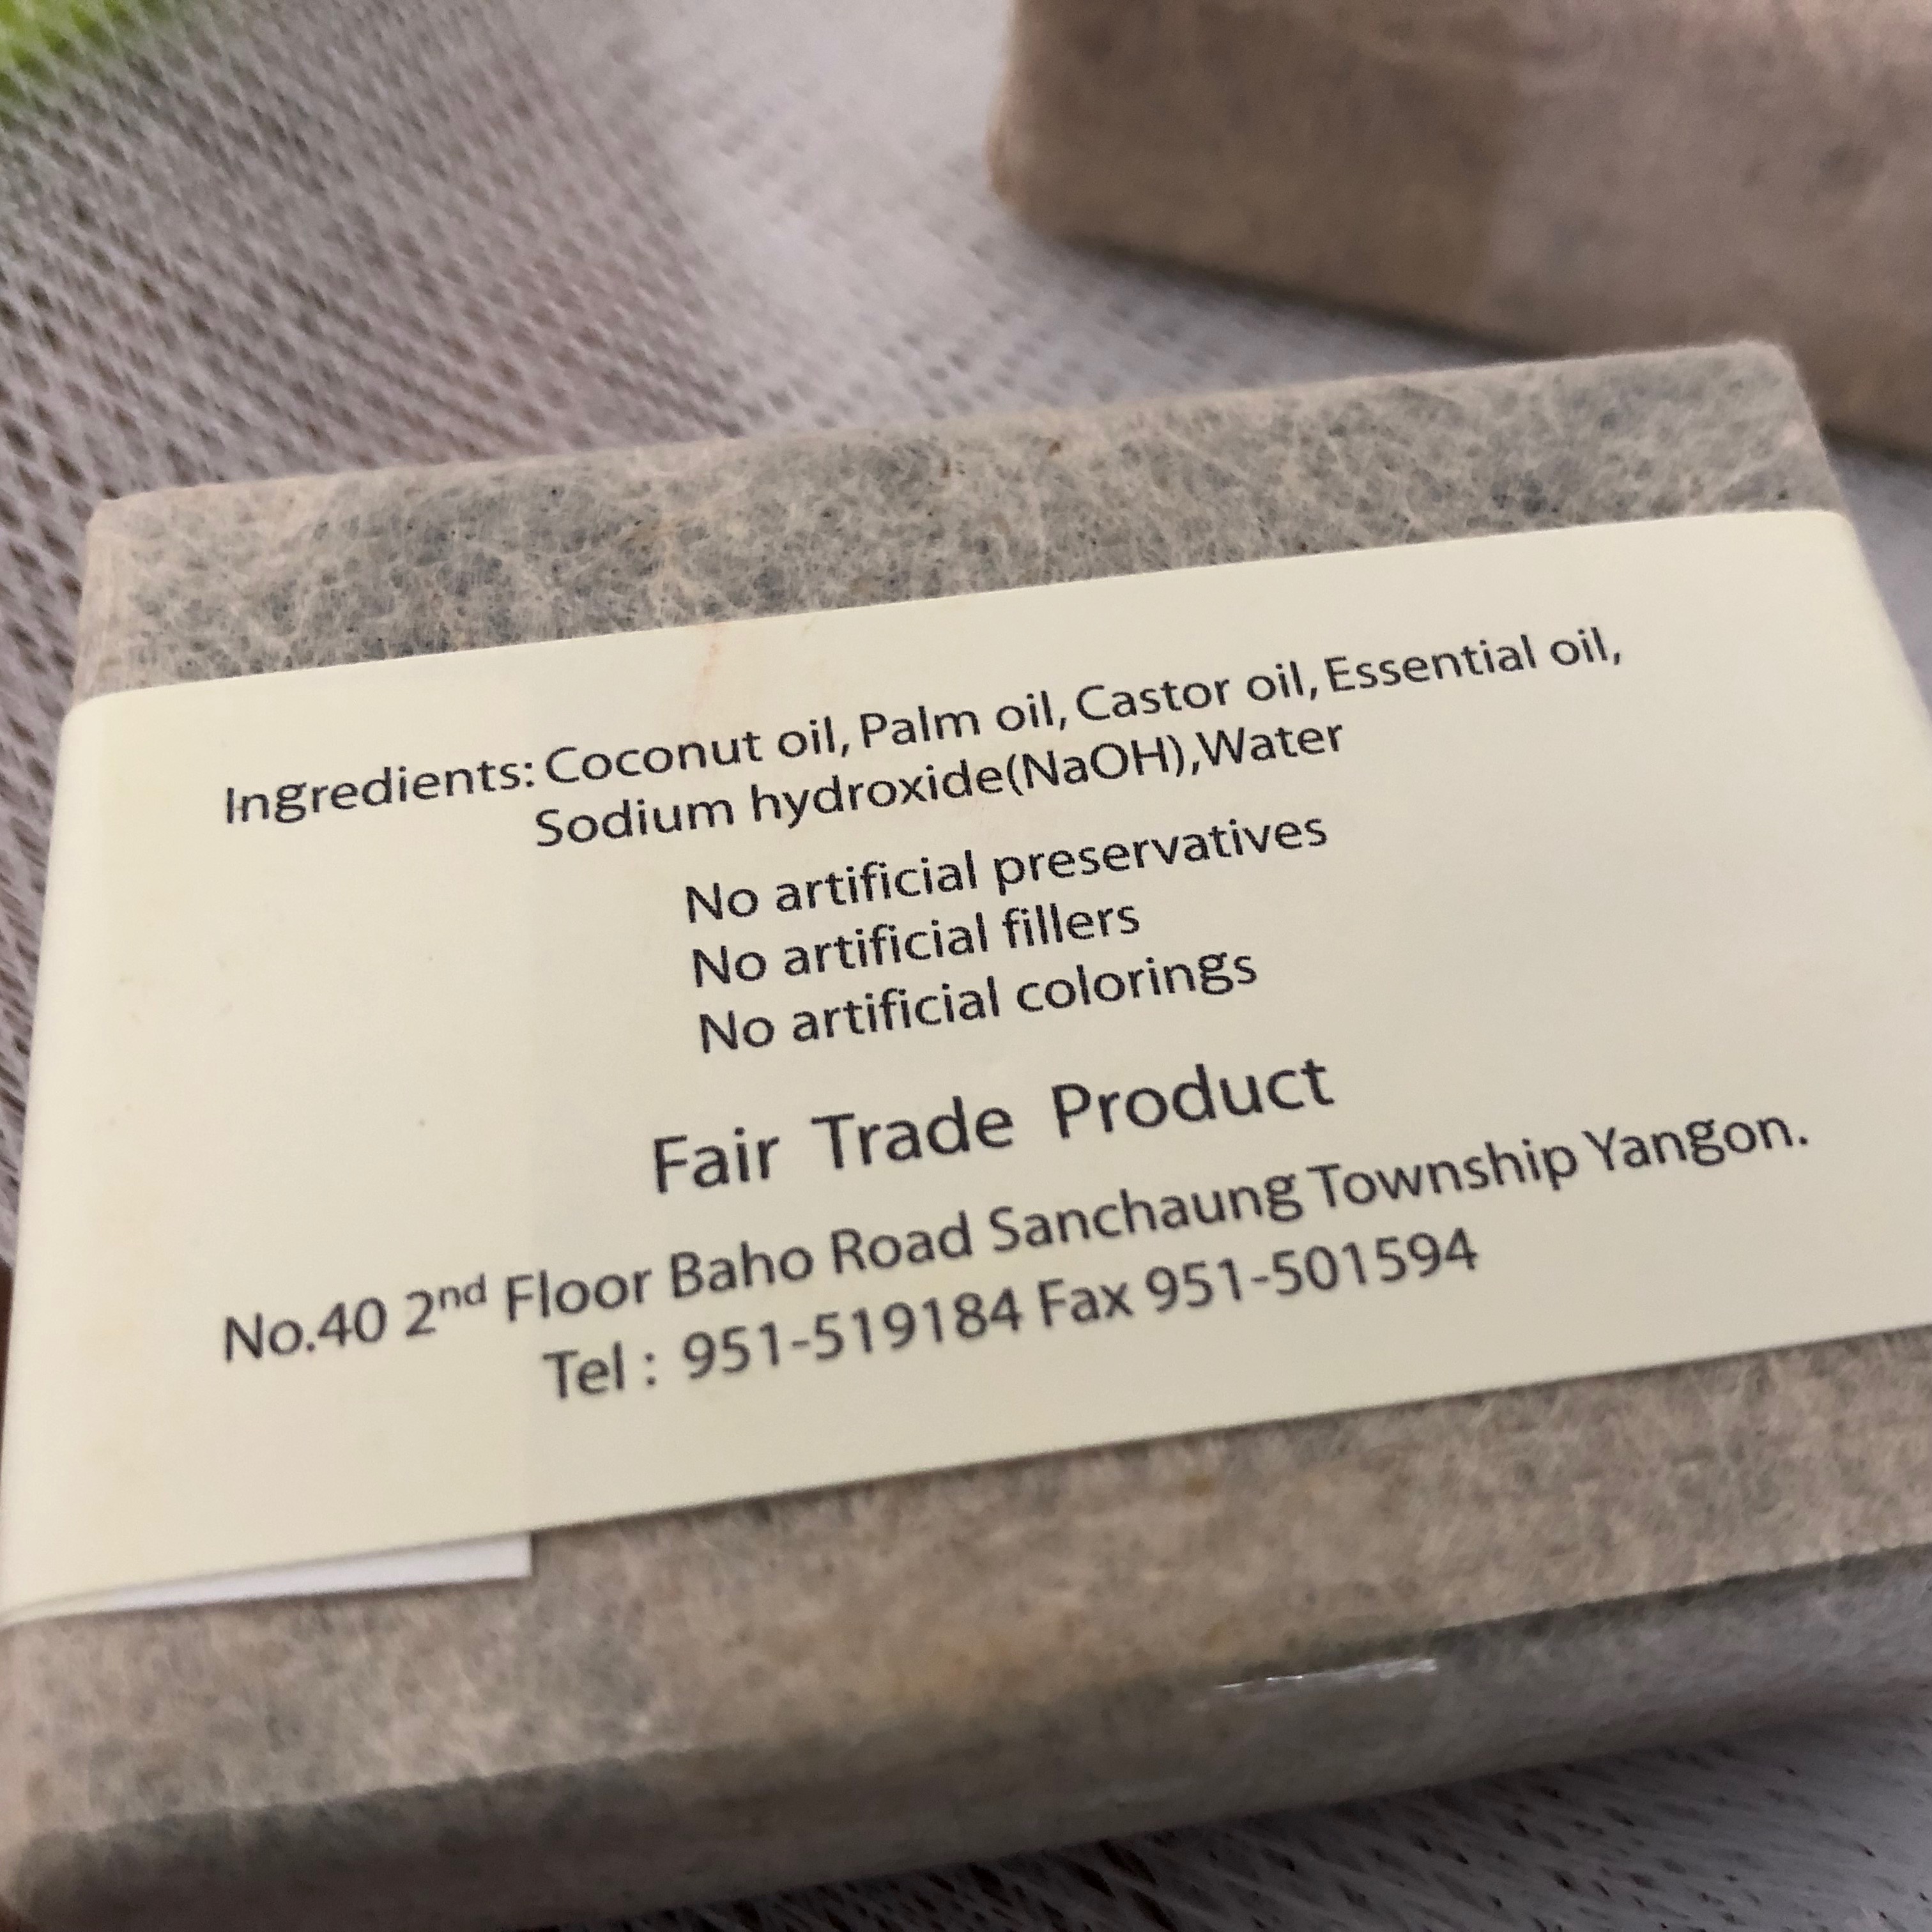 Ingredients: Coconut oil, Palm oil, Castor oil, Essential oil,
Sodium hydroxide(NaOH),Water
No artificial preservatives
No artificial fillers
No artificial colorings
Fair Trade Product
No.40 2nd Floor Baho Road Sanchaung Township Yangon.
Tel : 951-519184 Fax 951-501594